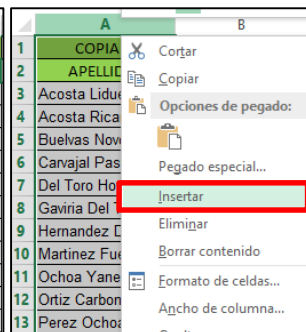 A B
1 COPIA Cortar
2 APELLID Copiar
3 Acosta Lidue Opciones de pegado:
4 Acosta Rica
5 Buelvas Nov
6 Carvajal Pas Pegado especial...
7 Del Toro Ho Insertar
8 Gaviria Del T Eliminar
9 Hernandez D Borrar contenido
10 Martinez Fue
11 Ochoa Yane Formato de celdas...
12 Ortiz Carbon Ancho de columna...
13 Perez Ochoa